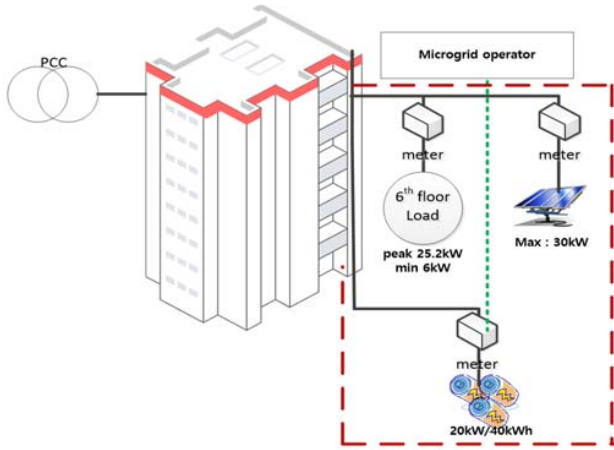 PCC
Microgrid operator
meter
meter
6th floor
Load
peak 25.2kW
min 6kW
Max : 30kW
meter
20kW/40kWh